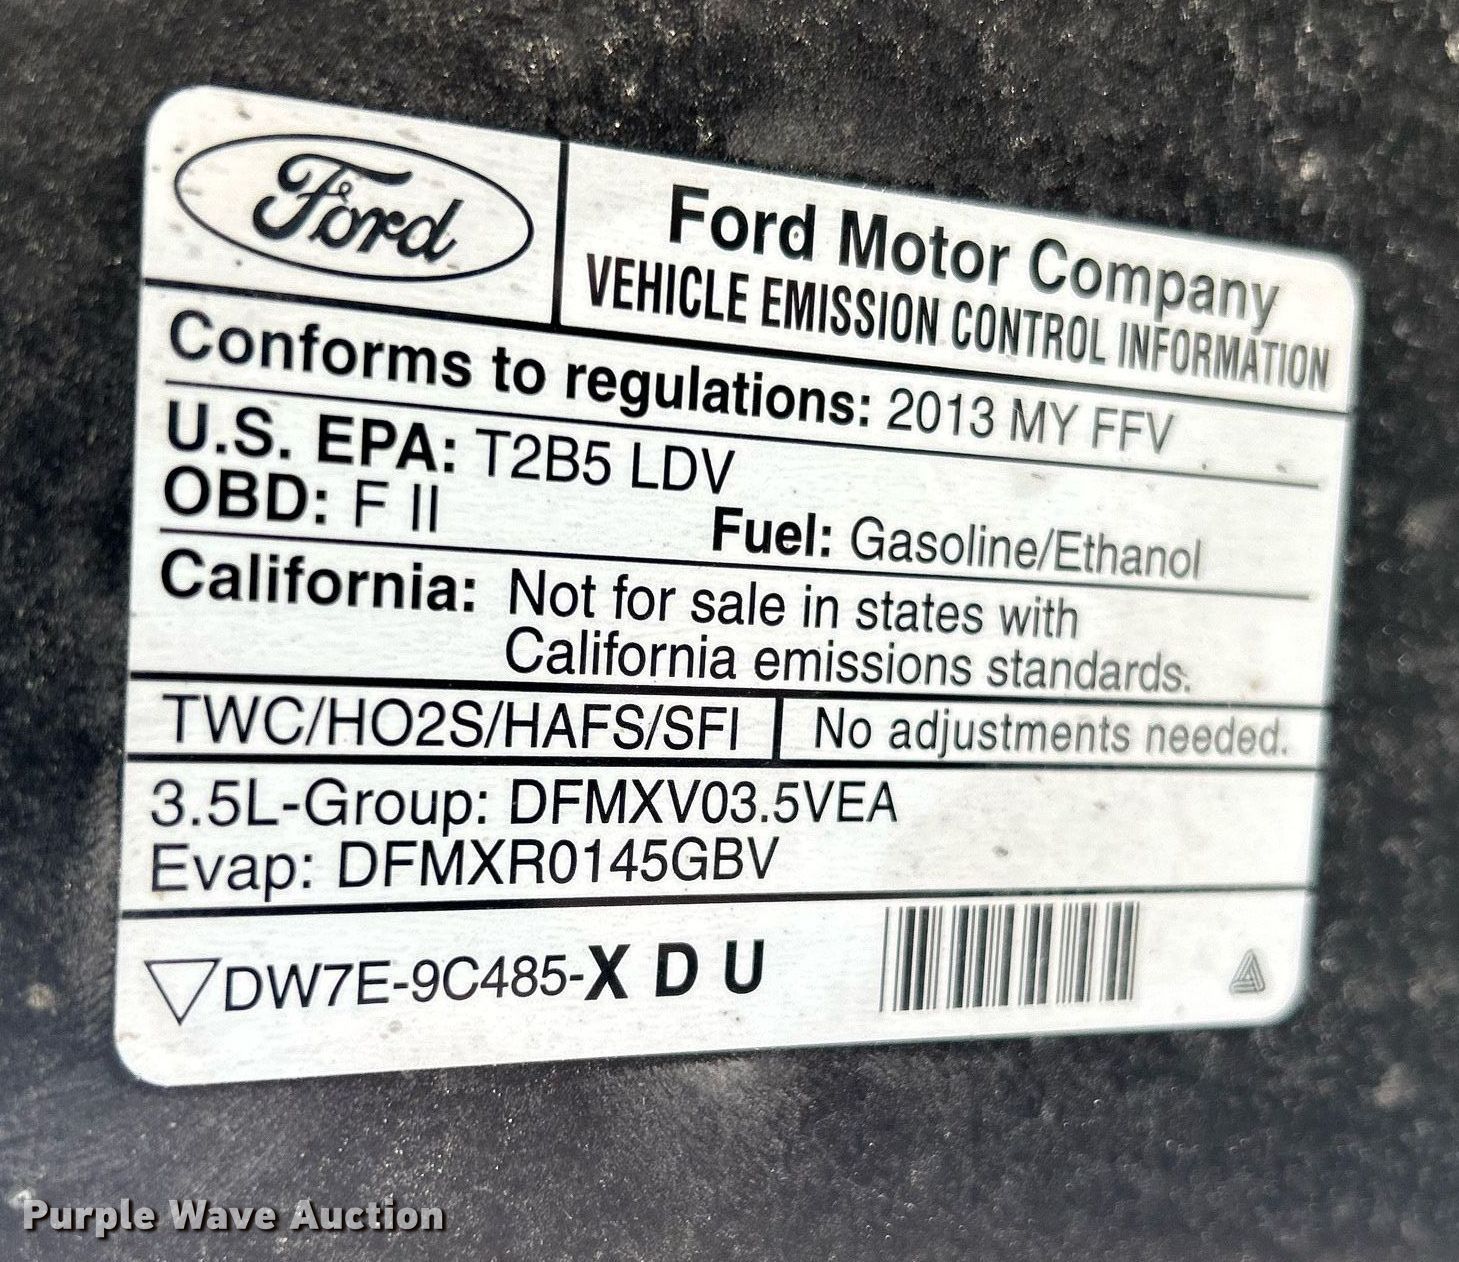 Ford
Ford Motor Company
VEHICLE EMISSION CONTROL INFORMATION
Conforms to regulations: 2013 MY FFV
U.S. EPA: T2B5 LDV
OBD: F II Fuel: Gasoline/Ethanol
California: Not for sale in states with
California emissions standards.
TWC/HO2S/HAFS/SFI No adjustments needed.
3.5L-Group: DFMXV03.5VEA
Evap: DFMXR0145GBV
DW7E-9C485-X D U
Purple Wave Auction